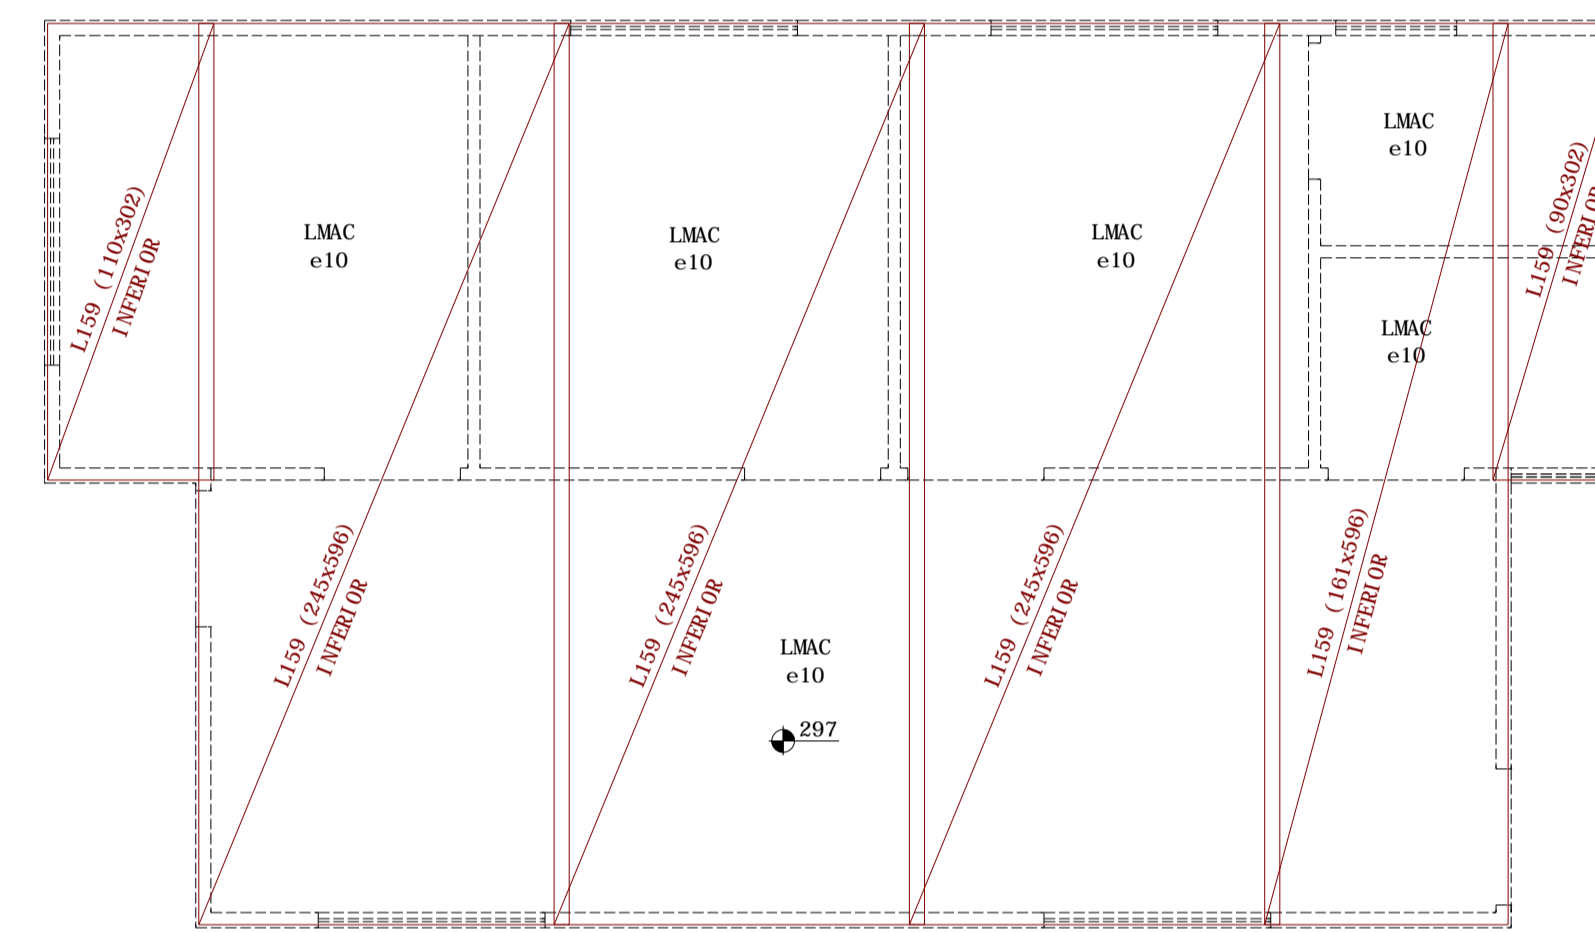 LMAC
e10
LMAC
e10
LMAC
e10
LMAC
e10
LMAC
e10
L159 (110x302)
INFERIOR
L159 (90x302)
INFERIOR
L159 (245x596)
INFERIOR
L159 (245x596)
INFERIOR
L159 (245x596)
INFERIOR
L159 (161x596)
INFERIOR
LMAC
e10
297